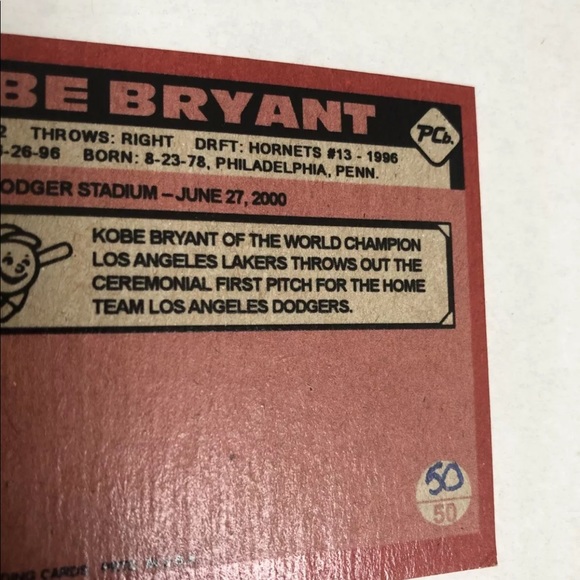 BE BRYANT
PCb.
2 THROWS: RIGHT DRFT: HORNETS #13 - 1996
-26-96 BORN: 8-23-78, PHILADELPHIA, PENN.
ODGER STADIUM – JUNE 27, 2000
KOBE BRYANT OF THE WORLD CHAMPION
LOS ANGELES LAKERS THROWS OUT THE
CEREMONIAL FIRST PITCH FOR THE HOME
TEAM LOS ANGELES DODGERS.
50
50
DING CARDS